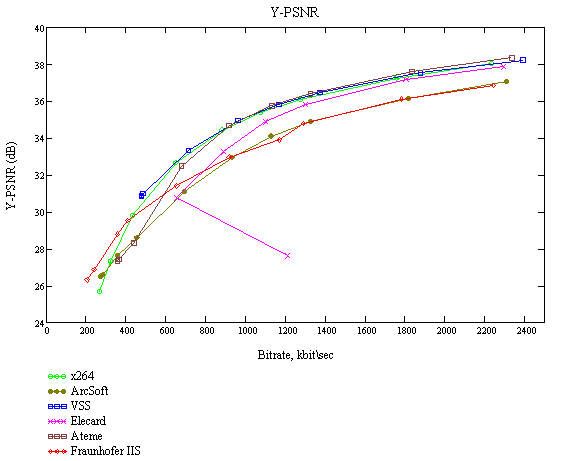 Y-PSNR
40
38
36
34
32
30
28
26
24
Y-PSNR, (dB)
0 200 400 600 800 1000 1200 1400 1600 1800 2000 2200 2400
Bitrate, kbit\sec
x264
ArcSoft
VSS
Elecard
Ateme
Fraunhofer IIS